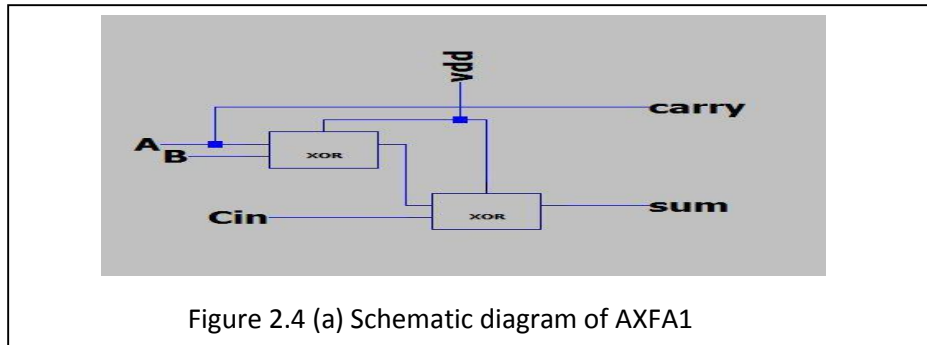 vdd
carry
A
B
XOR
Cin
XOR
sum
Figure 2.4 (a) Schematic diagram of AXFA1